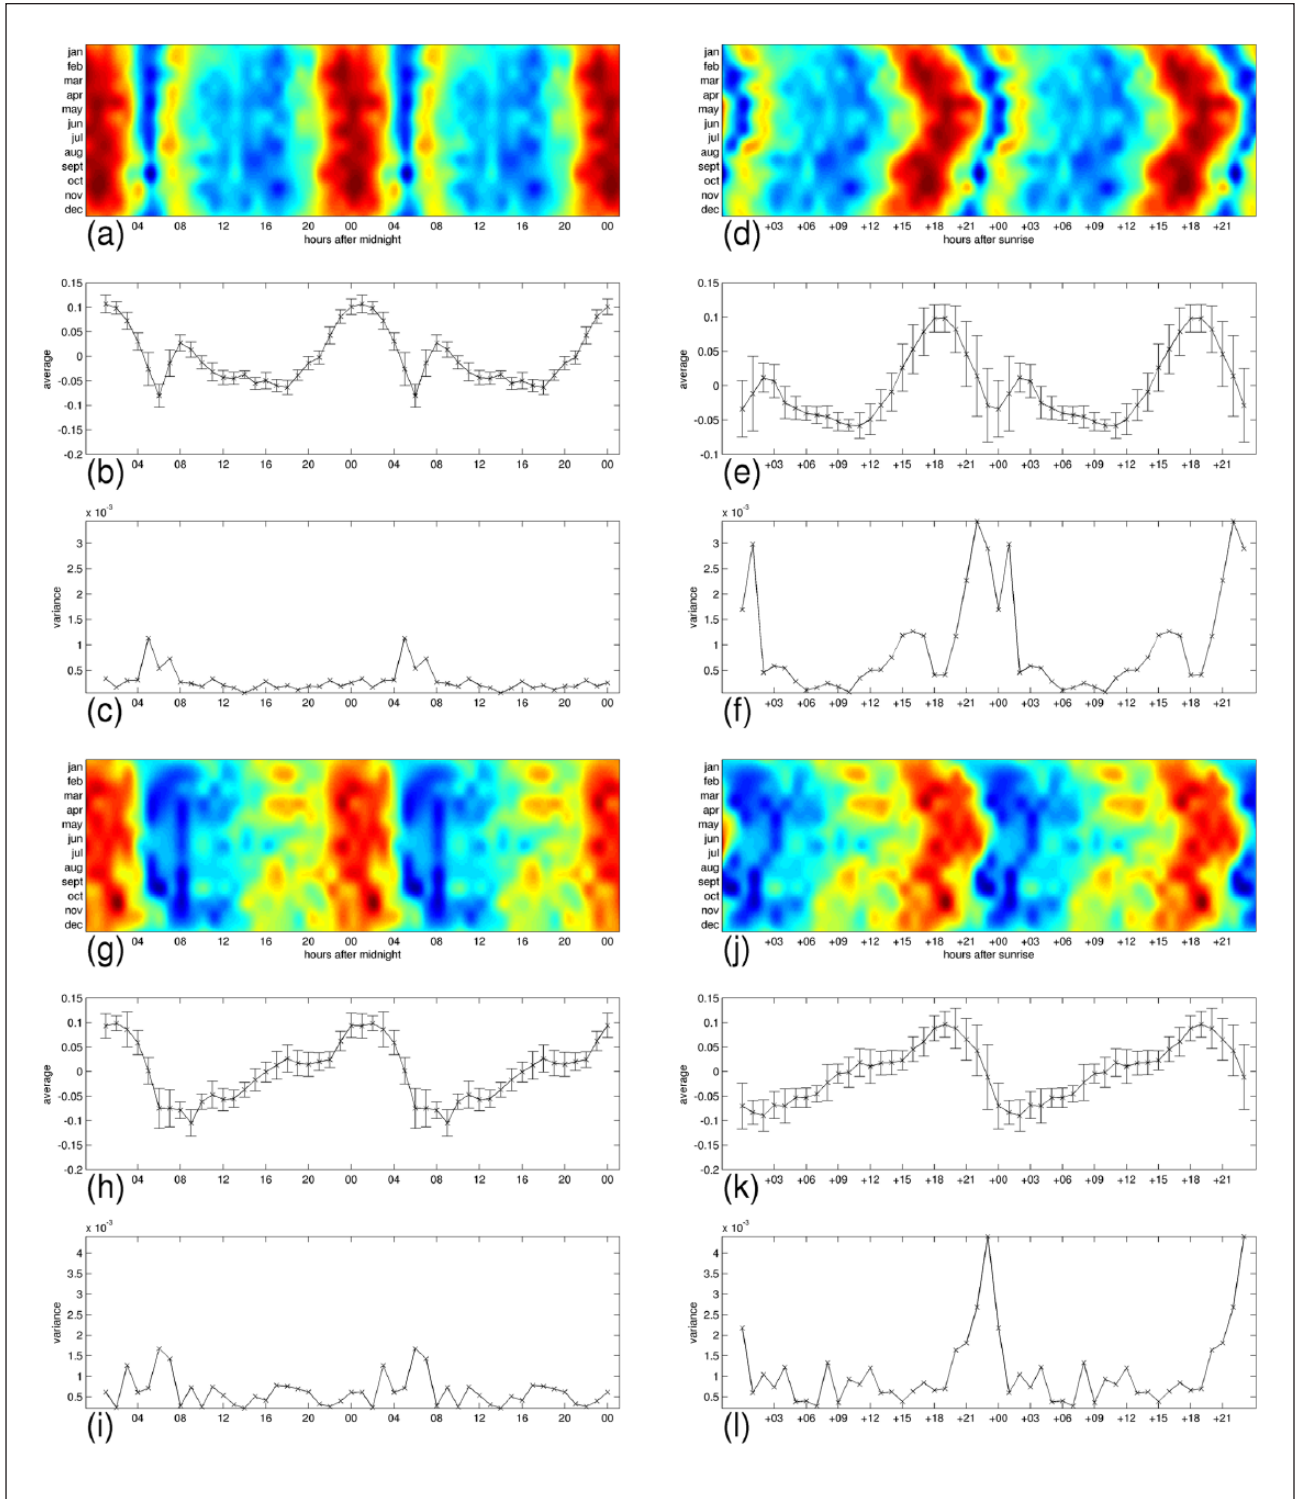 jan
feb
mar
apr
may
jun
jul
aug
sept
oct
nov
dec
04 08 12 16 20 00 04 08 12 16 20 00
(a)
hours after midnight
jan
feb
mar
apr
may
jun
jul
aug
sept
oct
nov
dec
+03 +06 +09 +12 +15 +18 +21 +00 +03 +06 +09 +12 +15 +18 +21
(d)
hours after sunrise
0.15
0.1
0.05
0
-0.05
-0.1
-0.15
-0.2
average
04 08 12 16 20 00 04 08 12 16 20 00
(b)
0.15
0.1
0.05
0
-0.05
-0.1
average
+03 +06 +09 +12 +15 +18 +21 +00 +03 +06 +09 +12 +15 +18 +21
(e)
x 10-3
3
2.5
2
1.5
1
0.5
variance
04 08 12 16 20 00 04 08 12 16 20 00
(c)
x 10-3
3
2.5
2
1.5
1
0.5
variance
+03 +06 +09 +12 +15 +18 +21 +00 +03 +06 +09 +12 +15 +18 +21
(f)
jan
feb
mar
apr
may
jun
jul
aug
sept
oct
nov
dec
04 08 12 16 20 00 04 08 12 16 20 00
(g)
hours after midnight
jan
feb
mar
apr
may
jun
jul
aug
sept
oct
nov
dec
+03 +06 +09 +12 +15 +18 +21 +00 +03 +06 +09 +12 +15 +18 +21
(j)
hours after sunrise
0.15
0.1
0.05
0
-0.05
-0.1
-0.15
-0.2
average
04 08 12 16 20 00 04 08 12 16 20 00
(h)
0.15
0.1
0.05
0
-0.05
-0.1
-0.15
-0.2
average
+03 +06 +09 +12 +15 +18 +21 +00 +03 +06 +09 +12 +15 +18 +21
(k)
x 10-3
4
3.5
3
2.5
2
1.5
1
0.5
variance
04 08 12 16 20 00 04 08 12 16 20 00
(i)
x 10-3
4
3.5
3
2.5
2
1.5
1
0.5
variance
+03 +06 +09 +12 +15 +18 +21 +00 +03 +06 +09 +12 +15 +18 +21
(l)